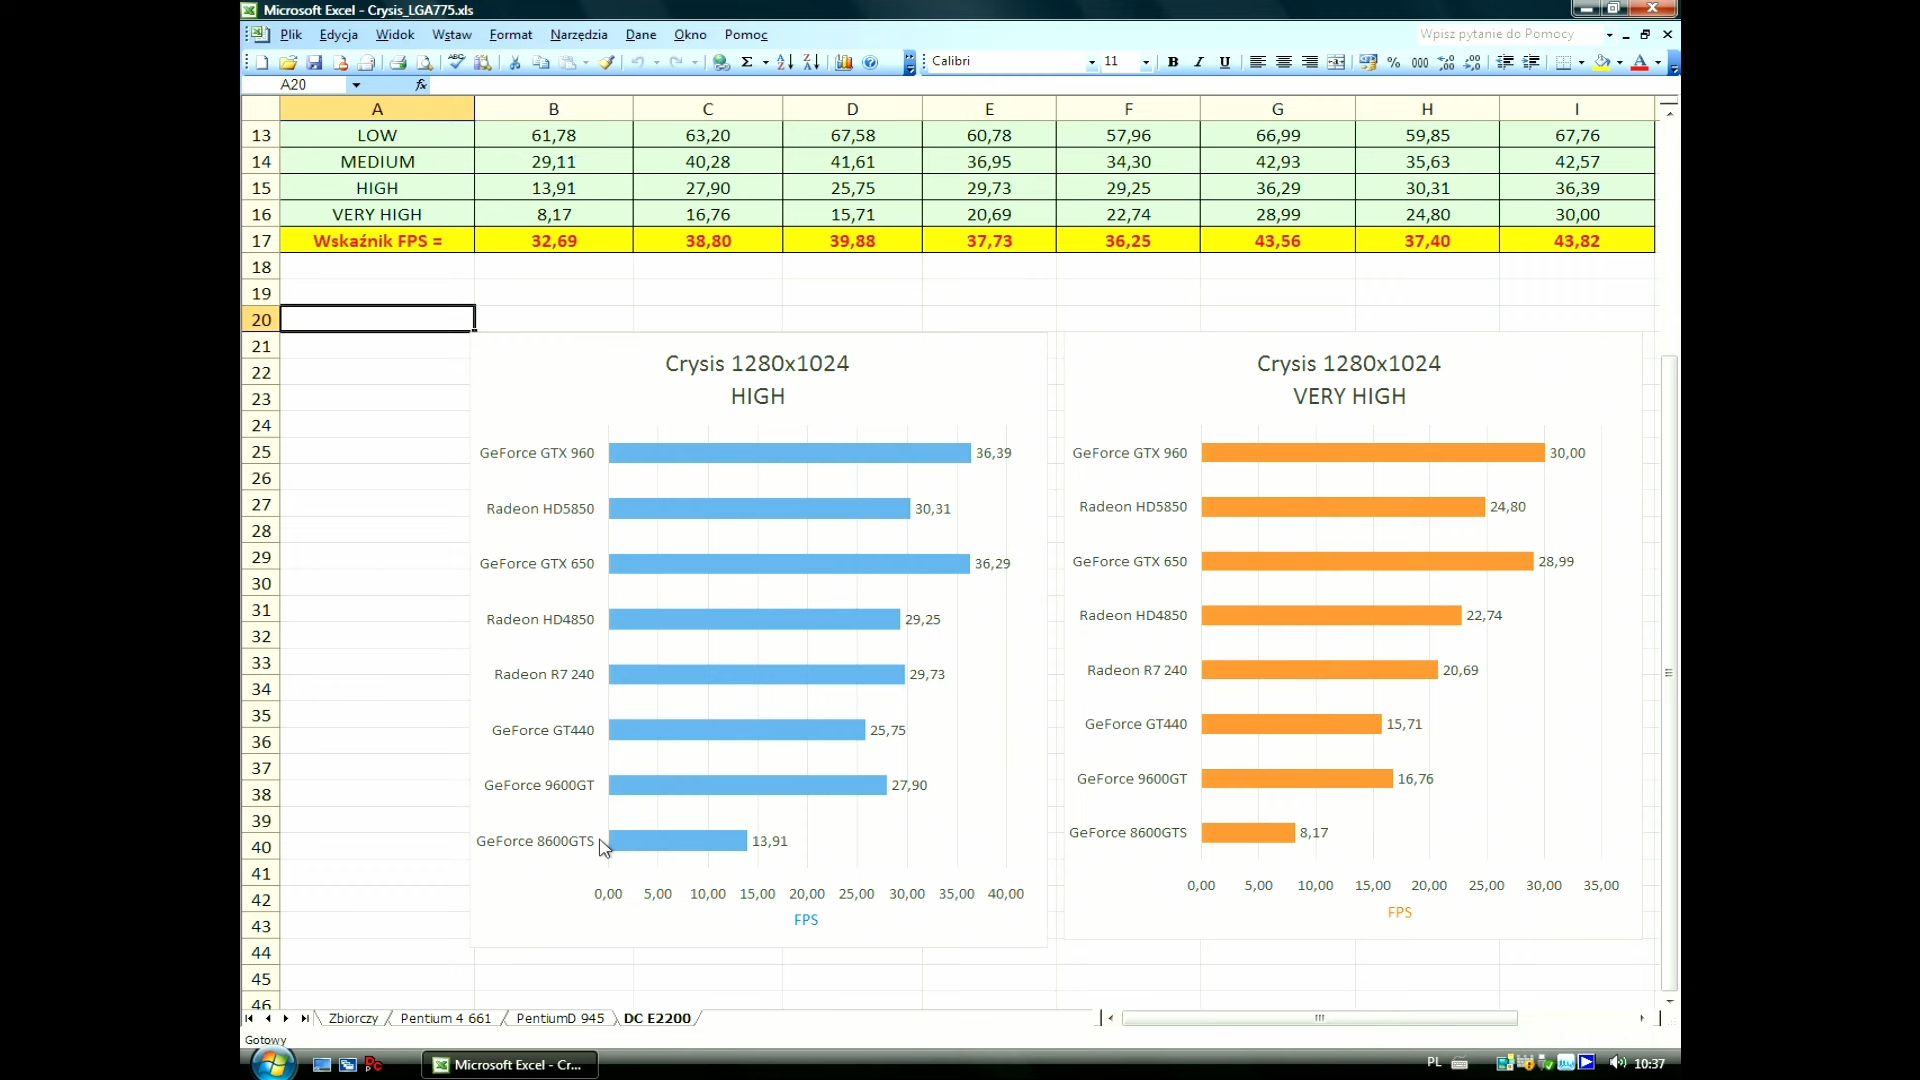 Microsoft Excel - Crysis_LGA775.xls
Plik Edycja Widok Wstaw Format Narzędzia Dane Okno Pomoc
Wpisz pytanie do Pomocy
Calibri 11 B I U % 000
A20 fx
A B C D E F G H I
13 LOW 61,78 63,20 67,58 60,78 57,96 66,99 59,85 67,76
14 MEDIUM 29,11 40,28 41,61 36,95 34,30 42,93 35,63 42,57
15 HIGH 13,91 27,90 25,75 29,73 29,25 36,29 30,31 36,39
16 VERY HIGH 8,17 16,76 15,71 20,69 22,74 28,99 24,80 30,00
17 Wskaźnik FPS = 32,69 38,80 39,88 37,73 36,25 43,56 37,40 43,82
18
19
20
21
22
23
24
25
26
27
28
29
30
31
32
33
34
35
36
37
38
39
40
41
42
43
44
45
46
Crysis 1280x1024
HIGH
GeForce GTX 960 36,39
Radeon HD5850 30,31
GeForce GTX 650 36,29
Radeon HD4850 29,25
Radeon R7 240 29,73
GeForce GT440 25,75
GeForce 9600GT 27,90
GeForce 8600GTS 13,91
0,00 5,00 10,00 15,00 20,00 25,00 30,00 35,00 40,00
FPS
Crysis 1280x1024
VERY HIGH
GeForce GTX 960 30,00
Radeon HD5850 24,80
GeForce GTX 650 28,99
Radeon HD4850 22,74
Radeon R7 240 20,69
GeForce GT440 15,71
GeForce 9600GT 16,76
GeForce 8600GTS 8,17
0,00 5,00 10,00 15,00 20,00 25,00 30,00 35,00
FPS
Zbiorczy Pentium 4 661 PentiumD 945 DC E2200
Gotowy
Microsoft Excel - Cr... PL 10:37